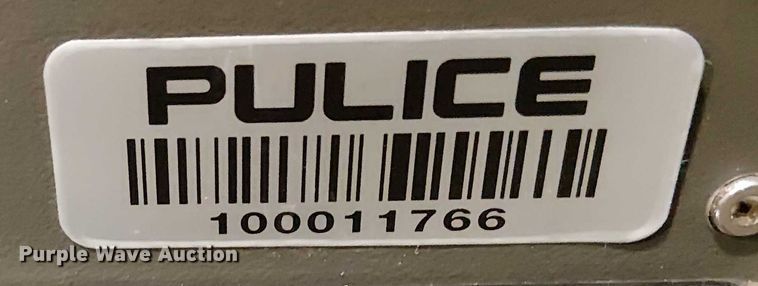 PULICE
100011766
Purple Wave Auction